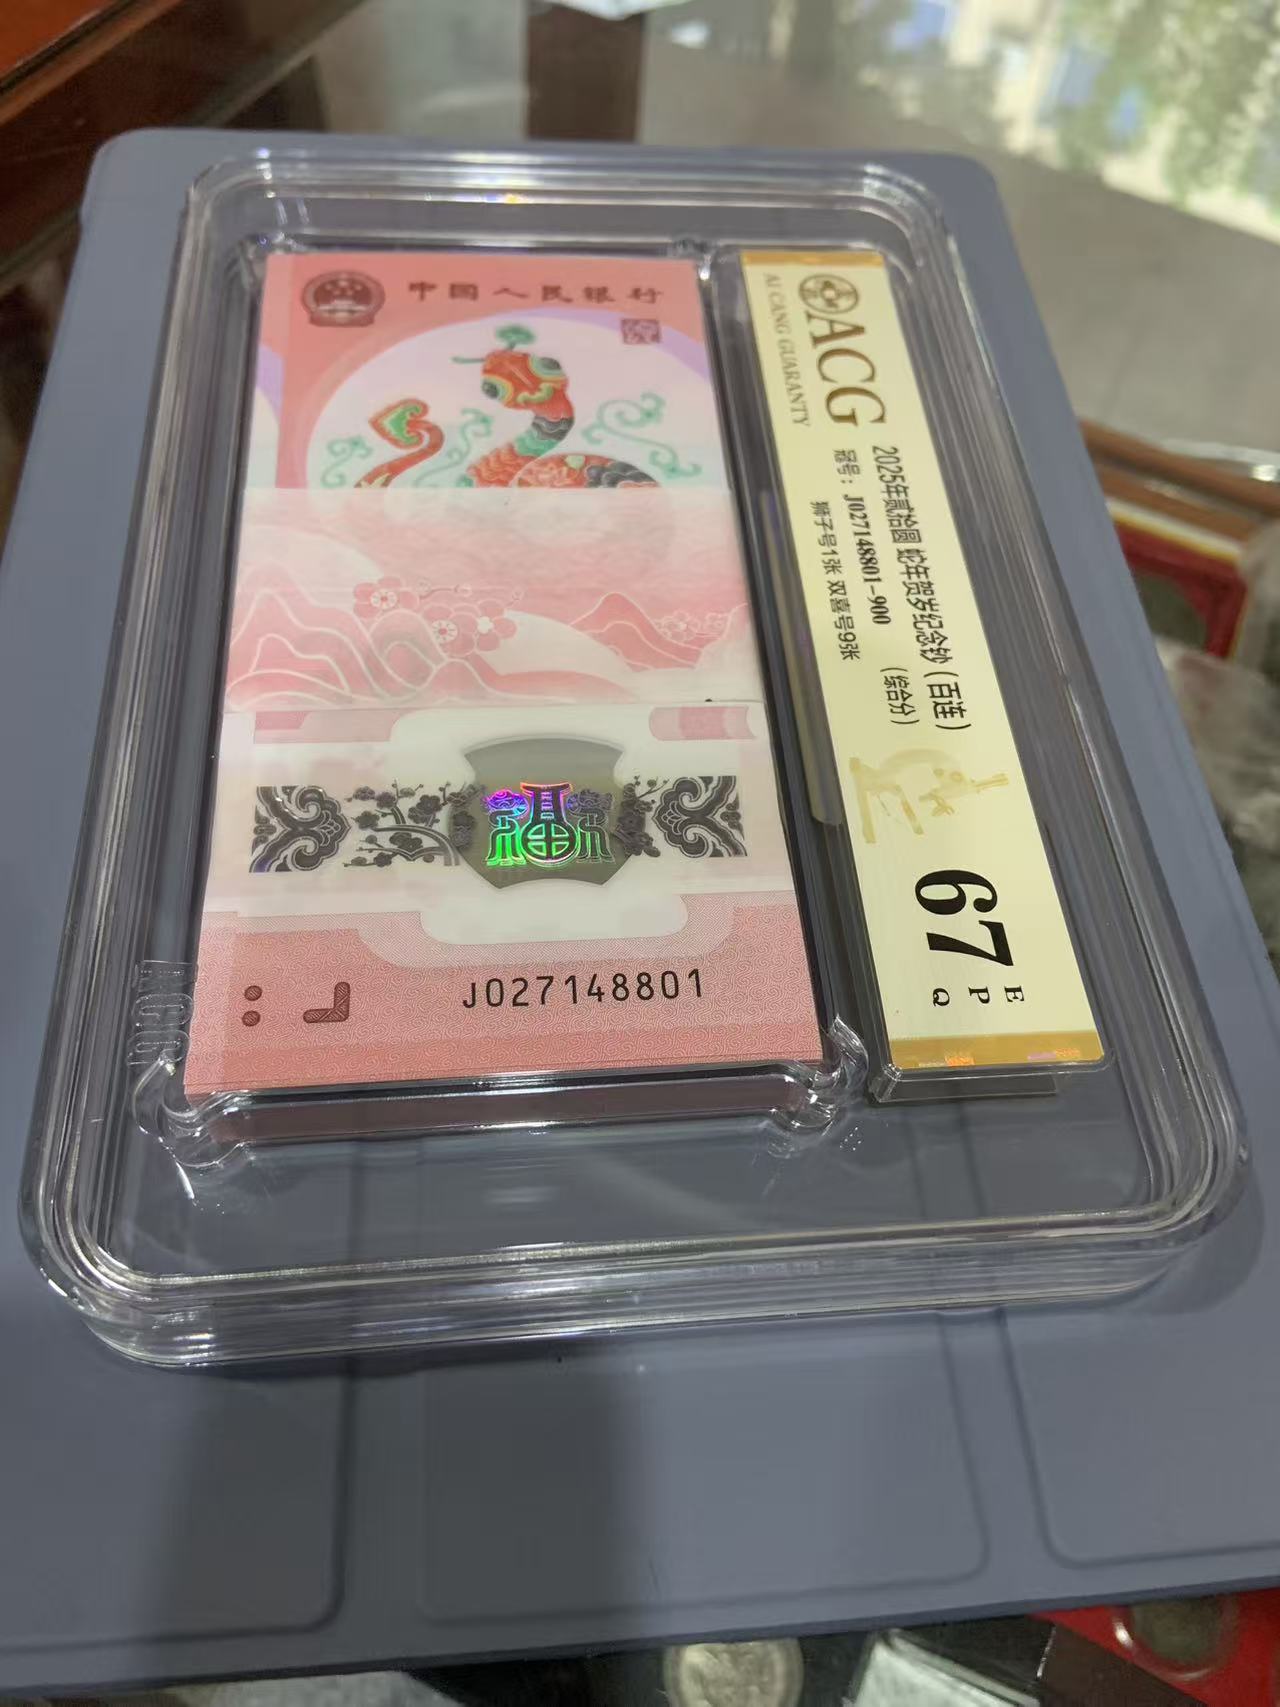 中国人民银行
J027148801
ACG
AI CANG GUARANTY
2025年贰拾圆 蛇年贺岁纪念钞（百连）
冠号：J027148801-900 （综合分）
狮子号1张 双喜号9张
67 E
P
Q
ACG